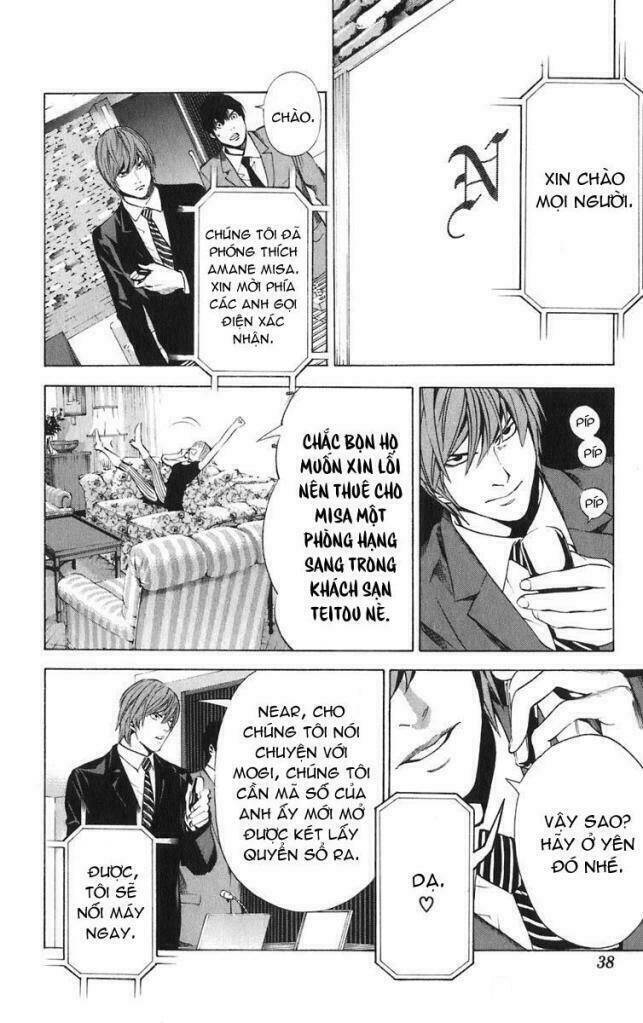 N
XIN CHÀO
MỌI NGƯỜI.
CHÀO.
CHÚNG TÔI ĐÃ
PHÓNG THÍCH
AMANE MISA.
XIN MỜI PHÍA
CÁC ANH GỌI
ĐIỆN XÁC
NHẬN.
PÍP
PÍP
PÍP
CHẮC BỌN HỌ
MUỐN XIN LỖI
NÊN THUÊ CHO
MISA MỘT
PHÒNG HẠNG
SANG TRONG
KHÁCH SẠN
TEITOU NÈ.
VẬY SAO?
HÃY Ở YÊN
ĐÓ NHÉ.
DẠ.
♡
NEAR, CHO
CHÚNG TÔI NÓI
CHUYỆN VỚI
MOGI, CHÚNG TÔI
CẦN MÃ SỐ CỦA
ANH ẤY MỚI MỞ
ĐƯỢC KÉT LẤY
QUYỂN SỔ RA.
ĐƯỢC,
TÔI SẼ
NỐI MÁY
NGAY.
38